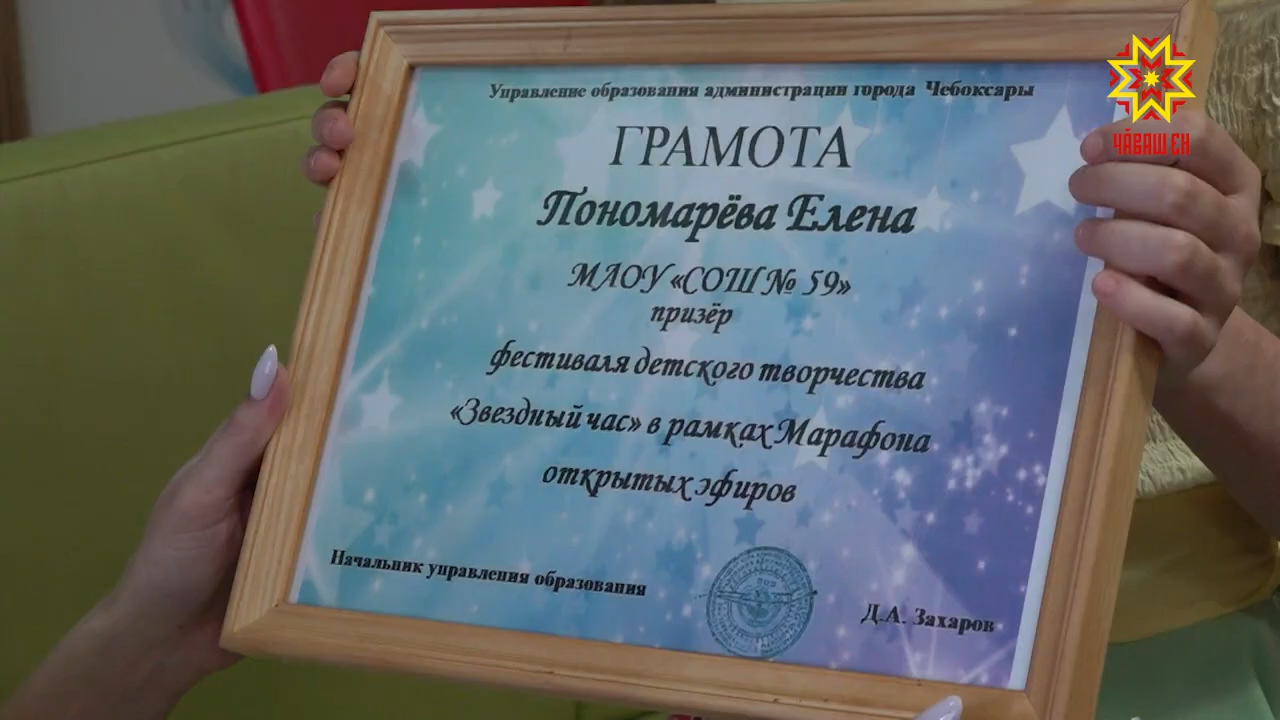 Управление образования администрации города Чебоксары
ЧӐВАШ ЕН
ГРАМОТА
Пономарёва Елена
МАОУ «СОШ № 59»
призёр
фестиваля детского творчества
«Звездный час» в рамках Марафона
открытых эфиров
Начальник управления образования
Д.А. Захаров